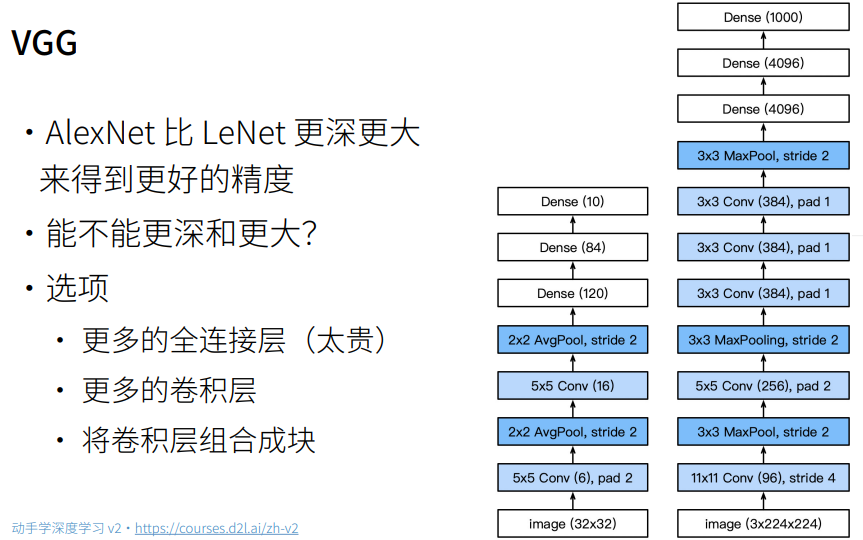 VGG
• AlexNet 比 LeNet 更深更大
来得到更好的精度
• 能不能更深和更大？
• 选项
• 更多的全连接层（太贵）
• 更多的卷积层
• 将卷积层组合成块
动手学深度学习 v2 • https://courses.d2l.ai/zh-v2
Dense (10)
Dense (84)
Dense (120)
2x2 AvgPool, stride 2
5x5 Conv (16)
2x2 AvgPool, stride 2
5x5 Conv (6), pad 2
image (32x32)
Dense (1000)
Dense (4096)
Dense (4096)
3x3 MaxPool, stride 2
3x3 Conv (384), pad 1
3x3 Conv (384), pad 1
3x3 Conv (384), pad 1
3x3 MaxPooling, stride 2
5x5 Conv (256), pad 2
3x3 MaxPool, stride 2
11x11 Conv (96), stride 4
image (3x224x224)